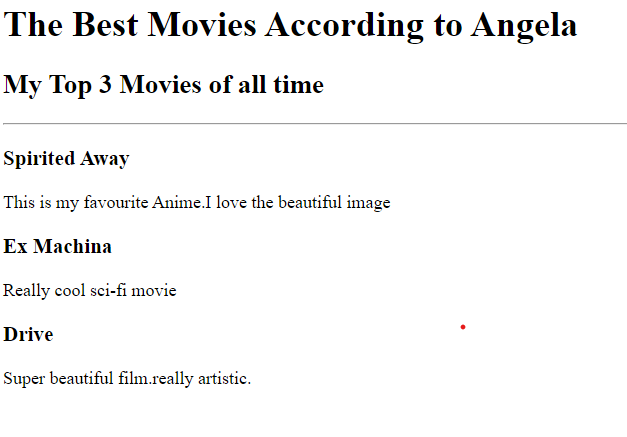 The Best Movies According to Angela
My Top 3 Movies of all time
Spirited Away
This is my favourite Anime.I love the beautiful image
Ex Machina
Really cool sci-fi movie
Drive
Super beautiful film.really artistic.